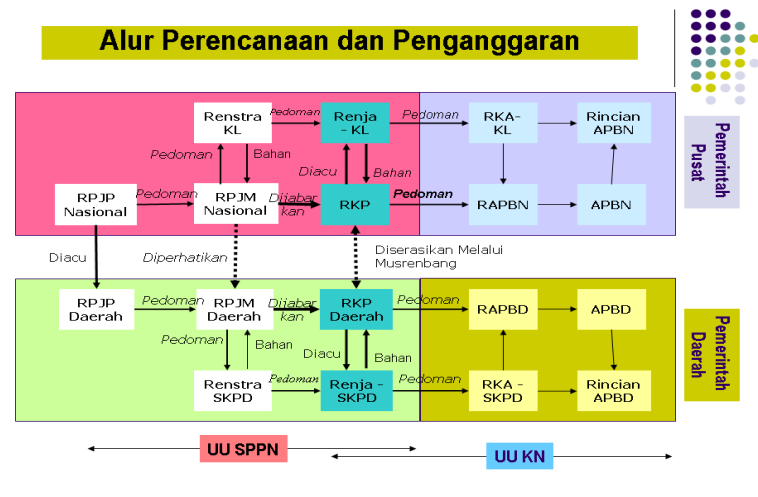 Alur Perencanaan dan Penganggaran
Renstra
KL
Pedoman
Renja
- KL
Pedoman
RKA-
KL
Rincian
APBN
Pemerintah
Pusat
Pedoman
Bahan
Diacu
Bahan
RPJP
Nasional
Pedoman
RPJM
Nasional
Dijabar
kan
RKP
Pedoman
RAPBN
APBN
Diacu
Diperhatikan
Diserasikan Melalui
Musrenbang
RPJP
Daerah
Pedoman
RPJM
Daerah
Dijabar
kan
RKP
Daerah
Pedoman
RAPBD
APBD
Pemerintah
Daerah
Pedoman
Bahan
Diacu
Bahan
Renstra
SKPD
Pedoman
Renja -
SKPD
Pedoman
RKA -
SKPD
Rincian
APBD
UU SPPN
UU KN